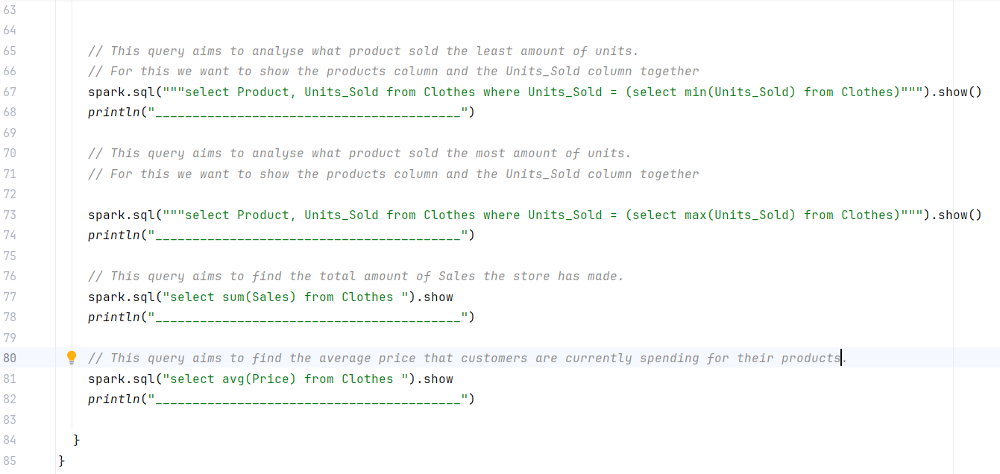 63
64
65 // This query aims to analyse what product sold the least amount of units.
66 // For this we want to show the products column and the Units_Sold column together
67 spark.sql("""select Product, Units_Sold from Clothes where Units_Sold = (select min(Units_Sold) from Clothes)""").show()
68 println("_________________________________________")
69
70 // This query aims to analyse what product sold the most amount of units.
71 // For this we want to show the products column and the Units_Sold column together
72
73 spark.sql("""select Product, Units_Sold from Clothes where Units_Sold = (select max(Units_Sold) from Clothes)""").show()
74 println("_________________________________________")
75
76 // This query aims to find the total amount of Sales the store has made.
77 spark.sql("select sum(Sales) from Clothes ").show
78 println("_________________________________________")
79
80 // This query aims to find the average price that customers are currently spending for their products.
81 spark.sql("select avg(Price) from Clothes ").show
82 println("_________________________________________")
83
84 }
85 }